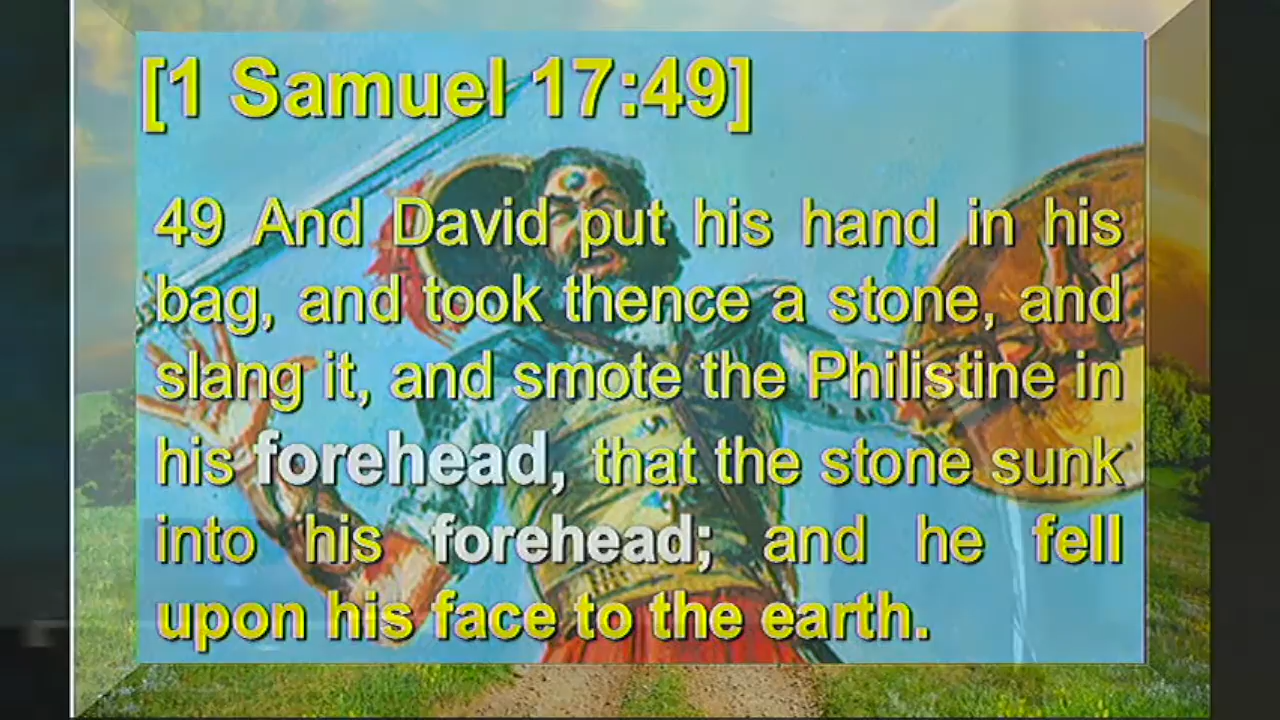 [1 Samuel 17:49]
49 And David put his hand in his
bag, and took thence a stone, and
slang it, and smote the Philistine in
his forehead, that the stone sunk
into his forehead; and he fell
upon his face to the earth.